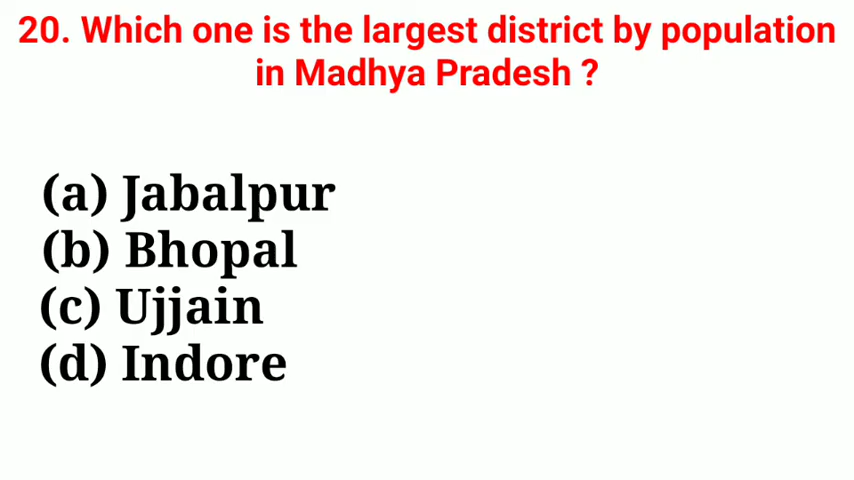 20. Which one is the largest district by population
in Madhya Pradesh ?
(a) Jabalpur
(b) Bhopal
(c) Ujjain
(d) Indore